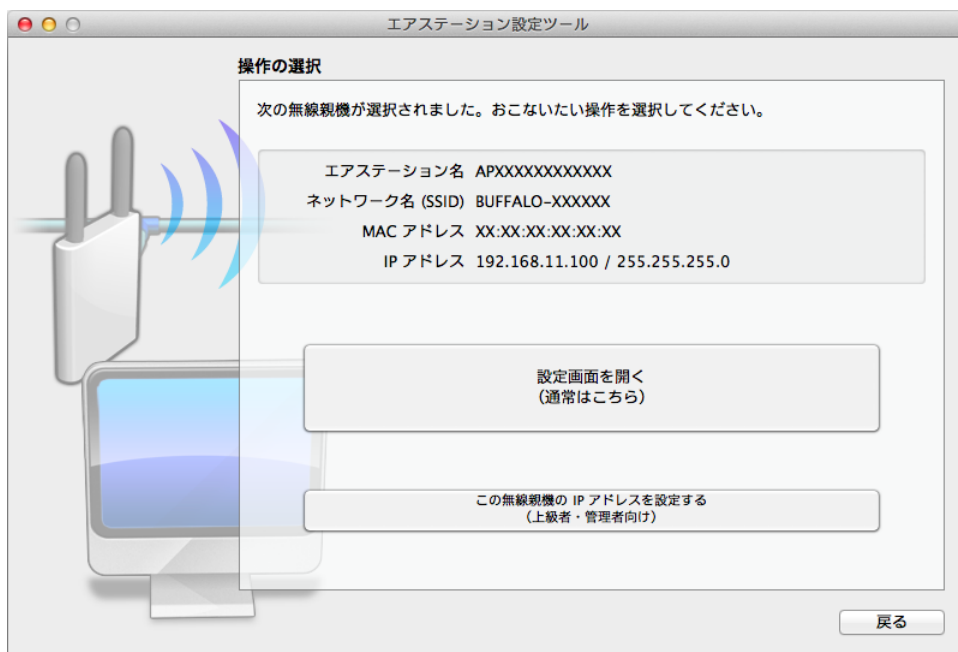 エアステーション設定ツール
操作の選択
次の無線親機が選択されました。おこないたい操作を選択してください。
エアステーション名 APXXXXXXXXXXXX
ネットワーク名 (SSID) BUFFALO-XXXXXX
MAC アドレス XX:XX:XX:XX:XX:XX
IP アドレス 192.168.11.100 / 255.255.255.0
設定画面を開く
（通常はこちら）
この無線親機の IP アドレスを設定する
（上級者・管理者向け）
戻る